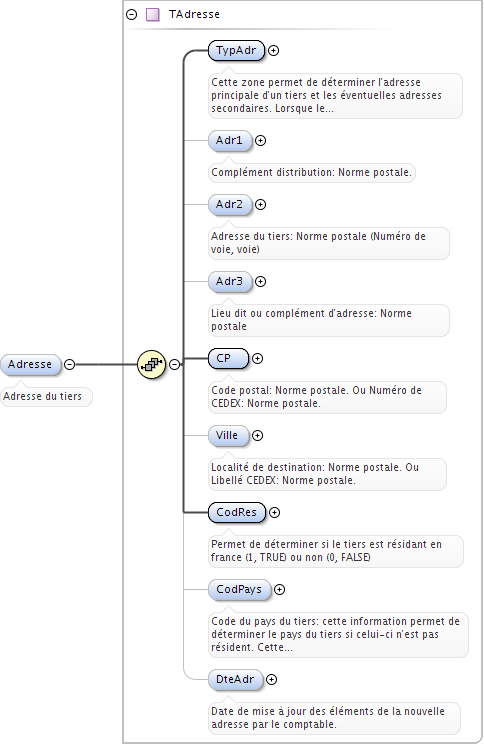 TAdresse
TypAdr
Cette zone permet de déterminer l'adresse
principale d'un tiers et les éventuelles adresses
secondaires. Lorsque le...
Adr1
Complément distribution: Norme postale.
Adr2
Adresse du tiers: Norme postale (Numéro de
voie, voie)
Adr3
Lieu dit ou complément d'adresse: Norme
postale
Adresse
Adresse du tiers
CP
Code postal: Norme postale. Ou Numéro de
CEDEX: Norme postale.
Ville
Localité de destination: Norme postale. Ou
Libellé CEDEX: Norme postale.
CodRes
Permet de déterminer si le tiers est résidant en
france (1, TRUE) ou non (0, FALSE)
CodPays
Code du pays du tiers: cette information permet de
déterminer le pays du tiers si celui-ci n'est pas
résident. Cette...
DteAdr
Date de mise à jour des éléments de la nouvelle
adresse par le comptable.